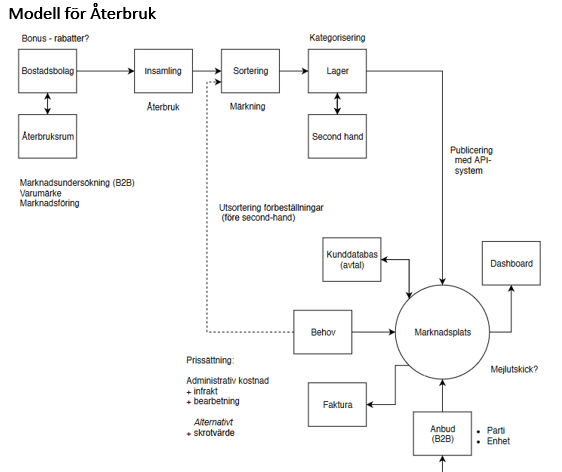 Modell för Återbruk
Bonus - rabatter?
Kategorisering
Bostadsbolag
Insamling
Sortering
Lager
Återbruk
Märkning
Återbruksrum
Second hand
Publicering
med API-
system
Marknadsundersökning (B2B)
Varumärke
Marknadsföring
Utsortering förbeställningar
(före second-hand)
Kunddatabas
(avtal)
Dashboard
Behov
Marknadsplats
Prissättning:
Mejlutskick?
Administrativ kostnad
+ infrakt
+ bearbetning
Faktura
Alternativt
+ skrotvärde
Anbud
(B2B)
• Parti
• Enhet